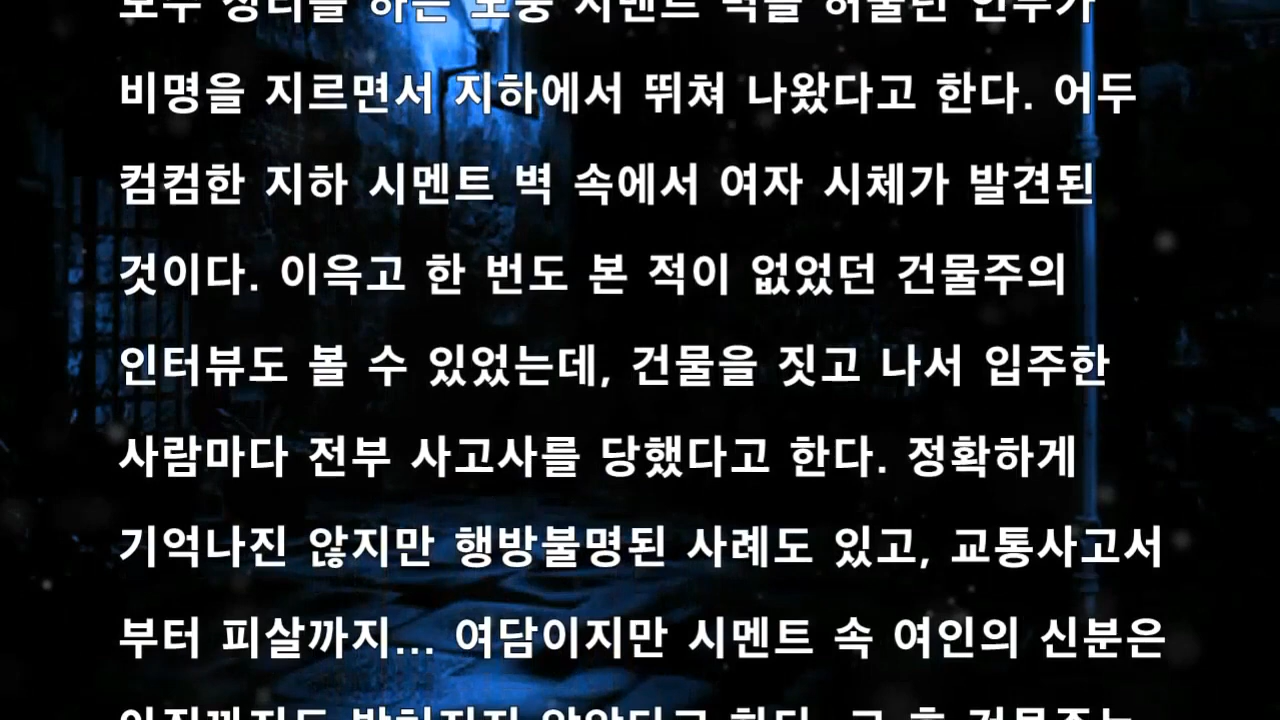 비명을 지르면서 지하에서 뛰쳐 나왔다고 한다. 어두
컴컴한 지하 시멘트 벽 속에서 여자 시체가 발견된
것이다. 이윽고 한 번도 본 적이 없었던 건물주의
인터뷰도 볼 수 있었는데, 건물을 짓고 나서 입주한
사람마다 전부 사고사를 당했다고 한다. 정확하게
기억나진 않지만 행방불명된 사례도 있고, 교통사고서
부터 피살까지... 여담이지만 시멘트 속 여인의 신분은